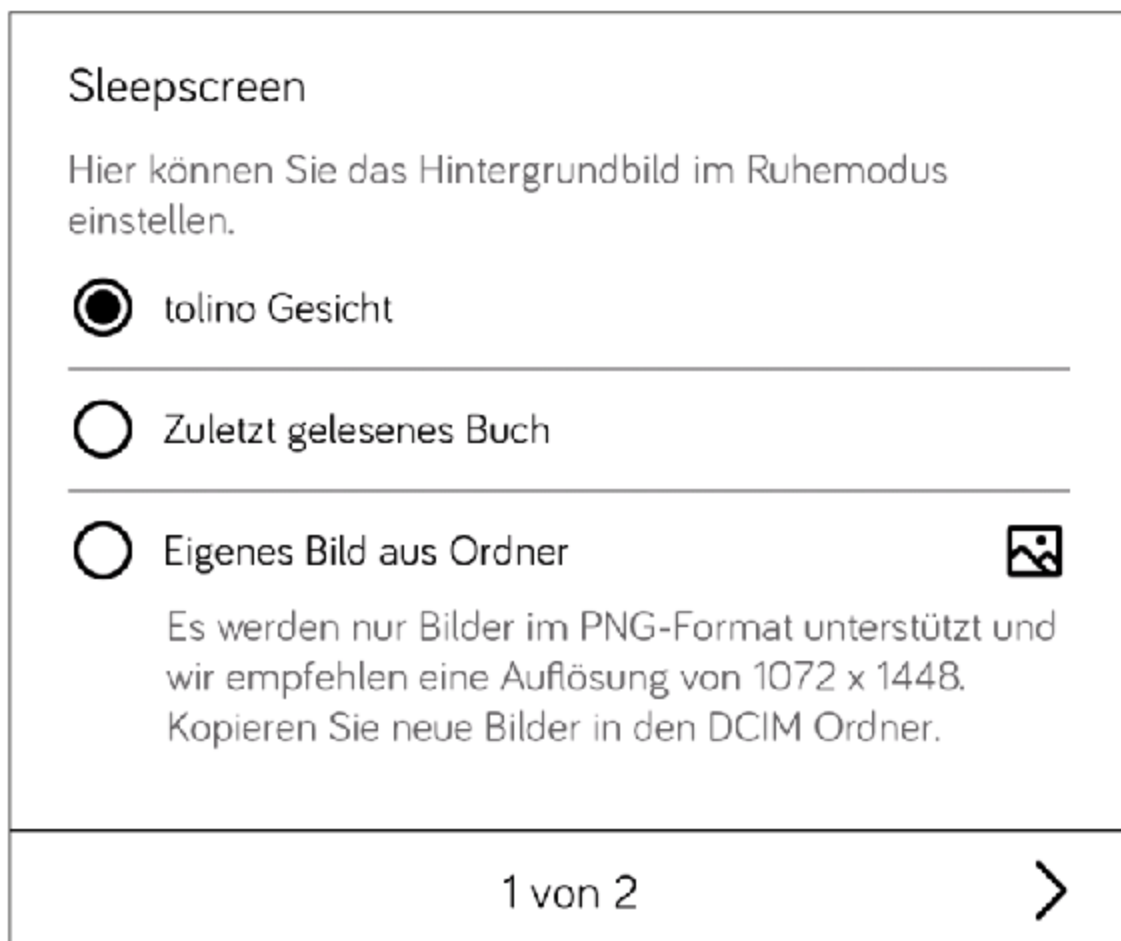 Sleepscreen
Hier können Sie das Hintergrundbild im Ruhemodus
einstellen.
tolino Gesicht
Zuletzt gelesenes Buch
Eigenes Bild aus Ordner
Es werden nur Bilder im PNG-Format unterstützt und
wir empfehlen eine Auflösung von 1072 x 1448.
Kopieren Sie neue Bilder in den DCIM Ordner.
1 von 2